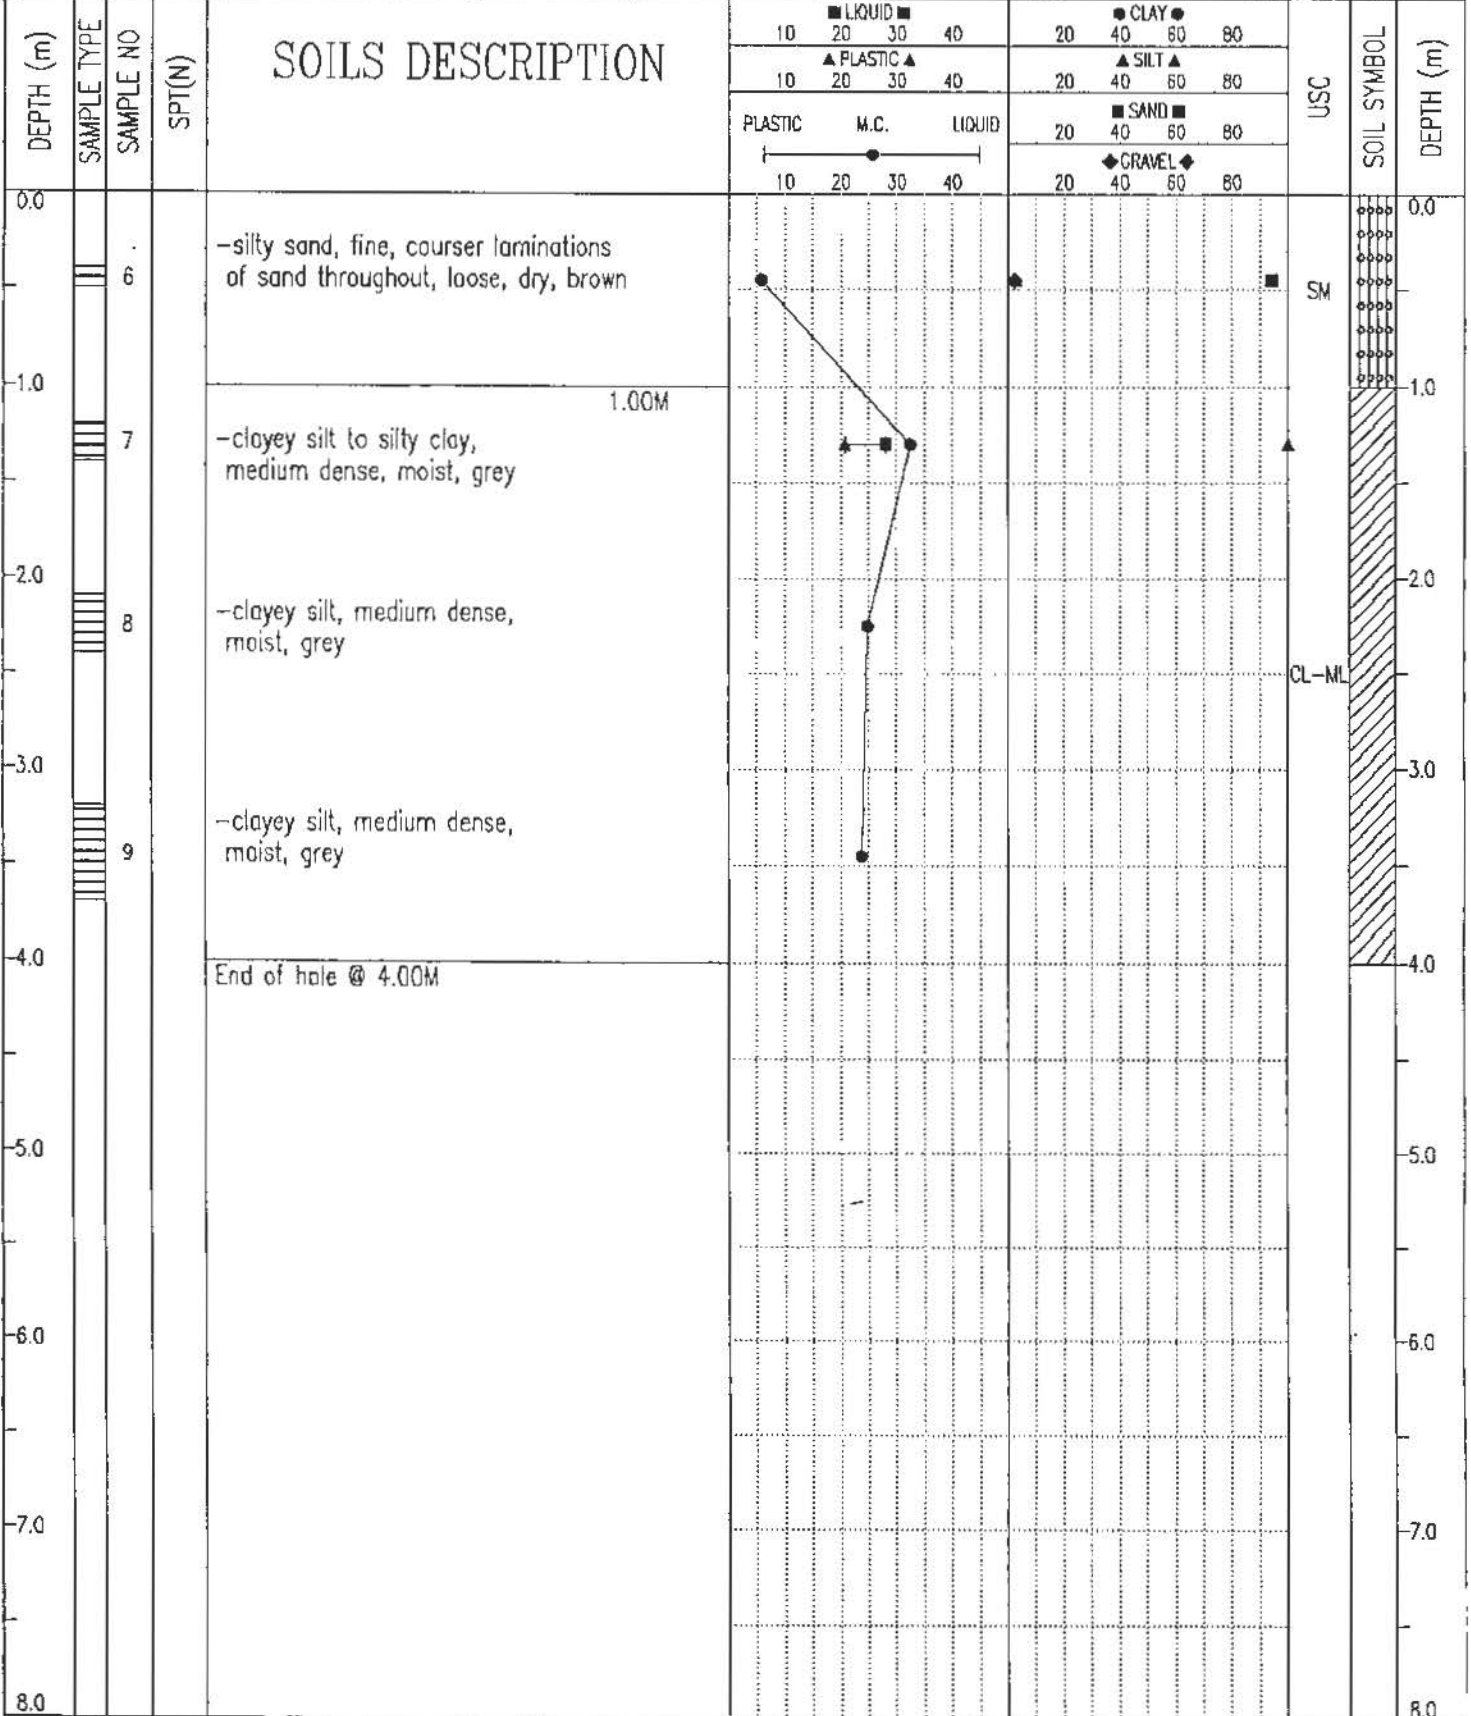 DEPTH (m)
SAMPLE TYPE
SAMPLE NO
SPT(N)
SOILS DESCRIPTION
■ LIQUID ■
10 20 30 40
▲ PLASTIC ▲
10 20 30 40
PLASTIC M.C. LIQUID
10 20 30 40
● CLAY ●
20 40 60 80
▲ SILT ▲
20 40 60 80
■ SAND ■
20 40 60 80
◆GRAVEL◆
20 40 60 80
USC
SOIL SYMBOL
DEPTH (m)
0.0 0.0
-silty sand, fine, courser laminations
6 of sand throughout, loose, dry, brown
SM
1.0 1.0
1.00M
7 -clayey silt to silty clay,
medium dense, moist, grey
2.0 2.0
8 -clayey silt, medium dense,
moist, grey
CL-ML
3.0 3.0
-clayey silt, medium dense,
9 moist, grey
4.0 4.0
End of hole @ 4.00M
5.0 5.0
6.0 6.0
7.0 7.0
8.0 8.0